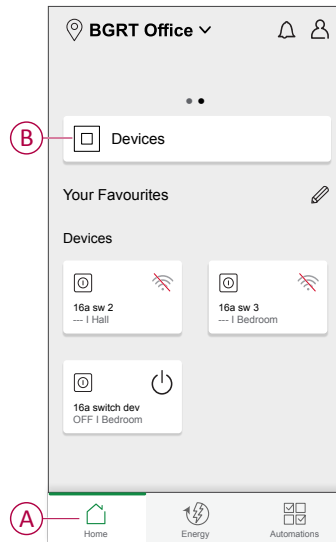 BGRT Office
B
Devices
Your Favourites
Devices
16a sw 2
--- I Hall
16a sw 3
--- I Bedroom
16a switch dev
OFF I Bedroom
A
Home
Energy
Automations